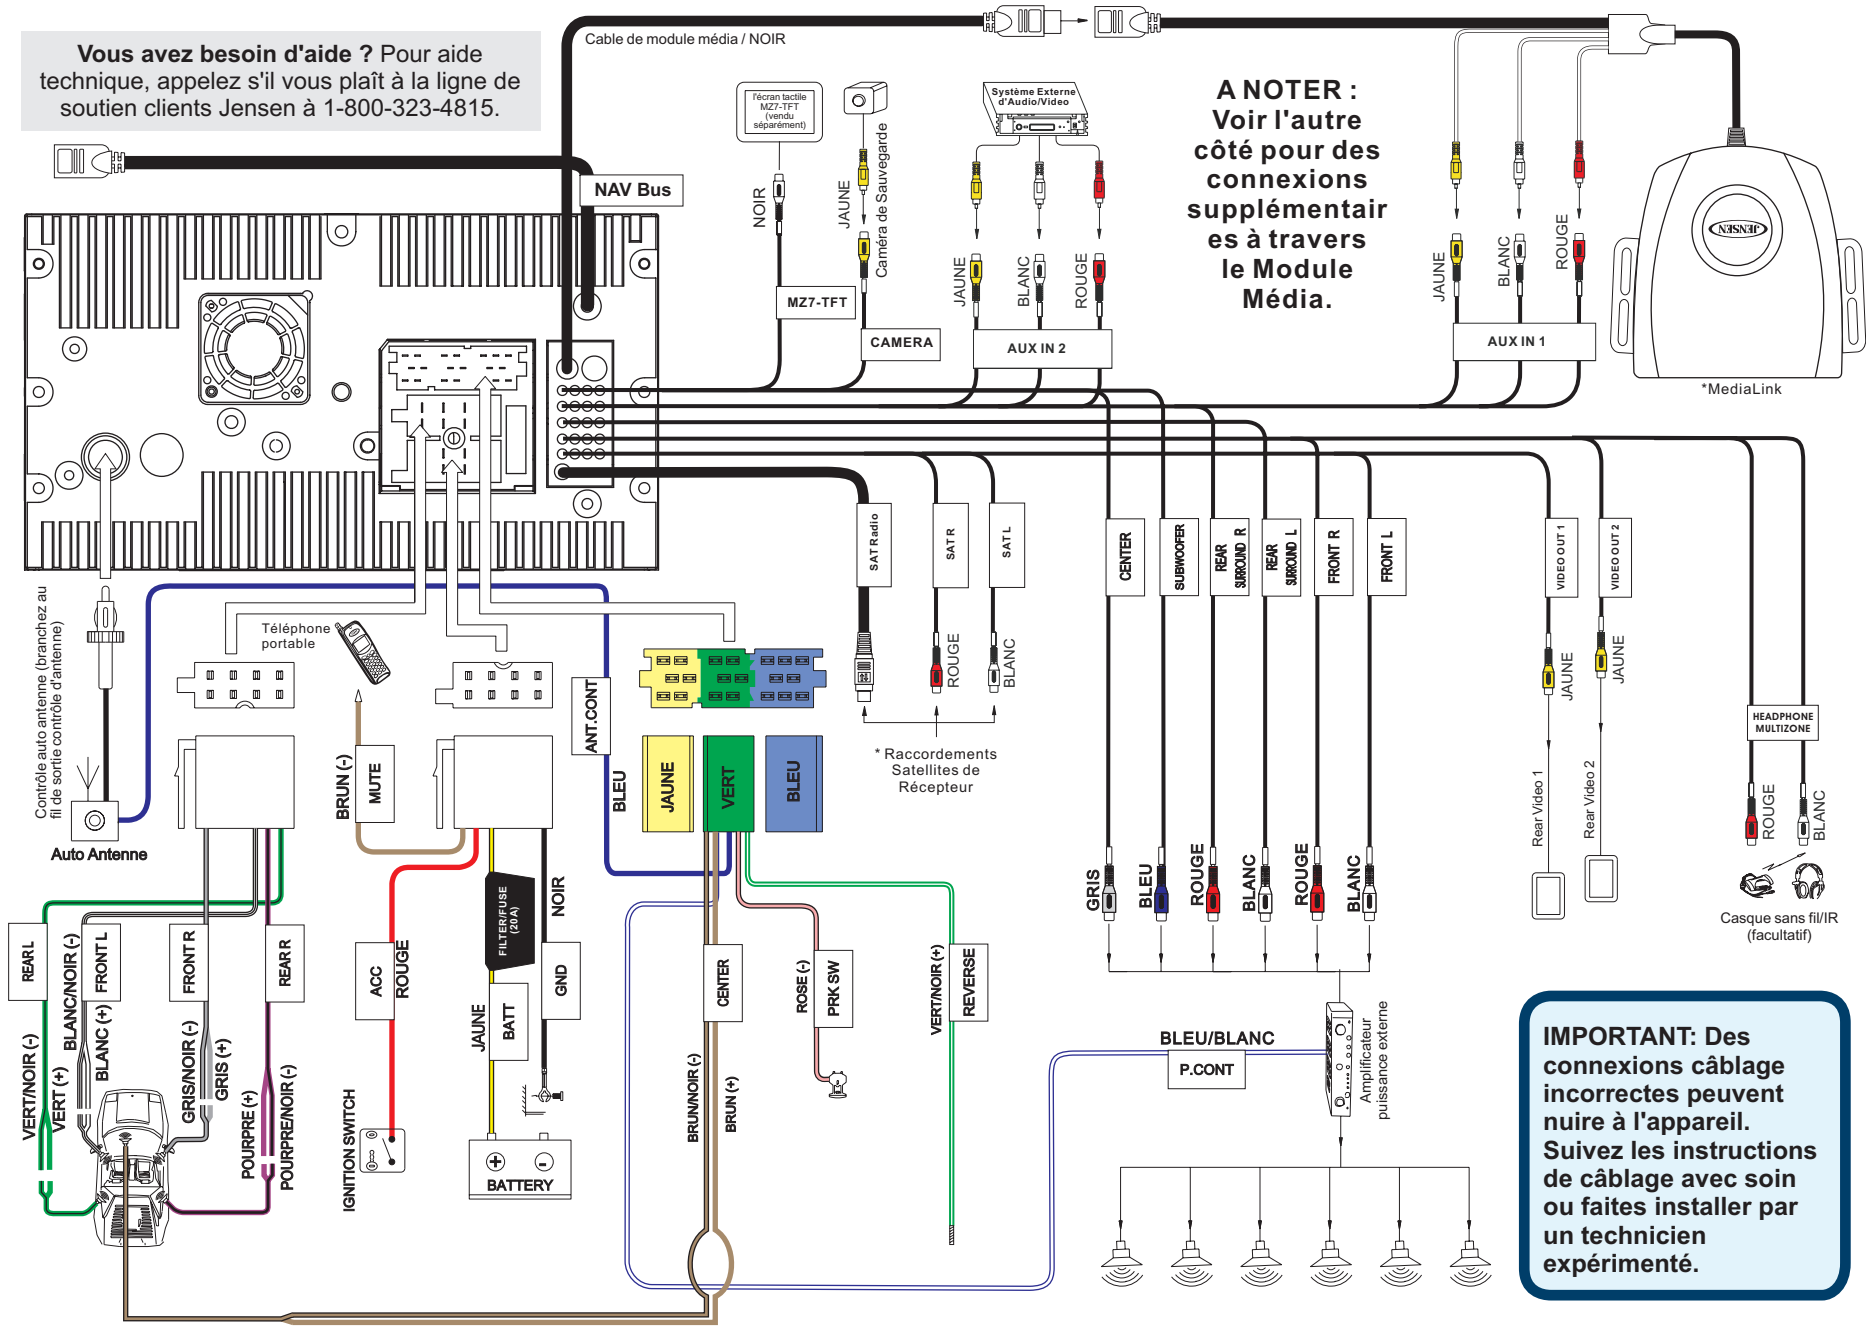 Vous avez besoin d'aide ? Pour aide
technique, appelez s'il vous plaît à la ligne de
soutien clients Jensen à 1-800-323-4815.
Cable de module média / NOIR
NAV Bus
l'écran tactile
MZ7-TFT
(vendu
séparément)
NOIR
MZ7-TFT
JAUNE
Caméra de Sauvegarde
CAMERA
Système Externe
d'Audio/Video
JAUNE
BLANC
ROUGE
AUX IN 2
A NOTER :
Voir l'autre
côté pour des
connexions
supplémentair
es à travers
le Module
Média.
JAUNE
BLANC
ROUGE
AUX IN 1
JENSEN
*MediaLink
SAT Radio
SAT R
SAT L
ROUGE
BLANC
* Raccordements
Satellites de
Récepteur
CENTER
SUBWOOFER
REAR
SURROUND R
REAR
SURROUND L
FRONT R
FRONT L
GRIS
BLEU
ROUGE
BLANC
ROUGE
BLANC
VIDEO OUT 1
VIDEO OUT 2
JAUNE
JAUNE
Rear Video 1
Rear Video 2
HEADPHONE
MULTIZONE
ROUGE
BLANC
Casque sans fil/IR
(facultatif)
Contrôle auto antenne (branchez au
fil de sortie contrôle d'antenne)
Auto Antenne
Téléphone
portable
BRUN (-)
MUTE
ANT.CONT
BLEU
JAUNE
VERT
BLEU
REAR L
FRONT L
FRONT R
REAR R
VERT/NOIR (-)
VERT (+)
BLANC/NOIR (-)
BLANC (+)
GRIS/NOIR (-)
GRIS (+)
POURPRE (+)
POURPRE/NOIR (-)
ACC
ROUGE
IGNITION SWITCH
FILTER/FUSE
(20A)
JAUNE
BATT
NOIR
GND
BATTERY
CENTER
BRUN/NOIR (-)
BRUN (+)
ROSE (-)
PRK SW
VERT/NOIR (+)
REVERSE
BLEU/BLANC
P.CONT
Amplificateur
puissance externe
IMPORTANT: Des
connexions câblage
incorrectes peuvent
nuire à l'appareil.
Suivez les instructions
de câblage avec soin
ou faites installer par
un technicien
expérimenté.